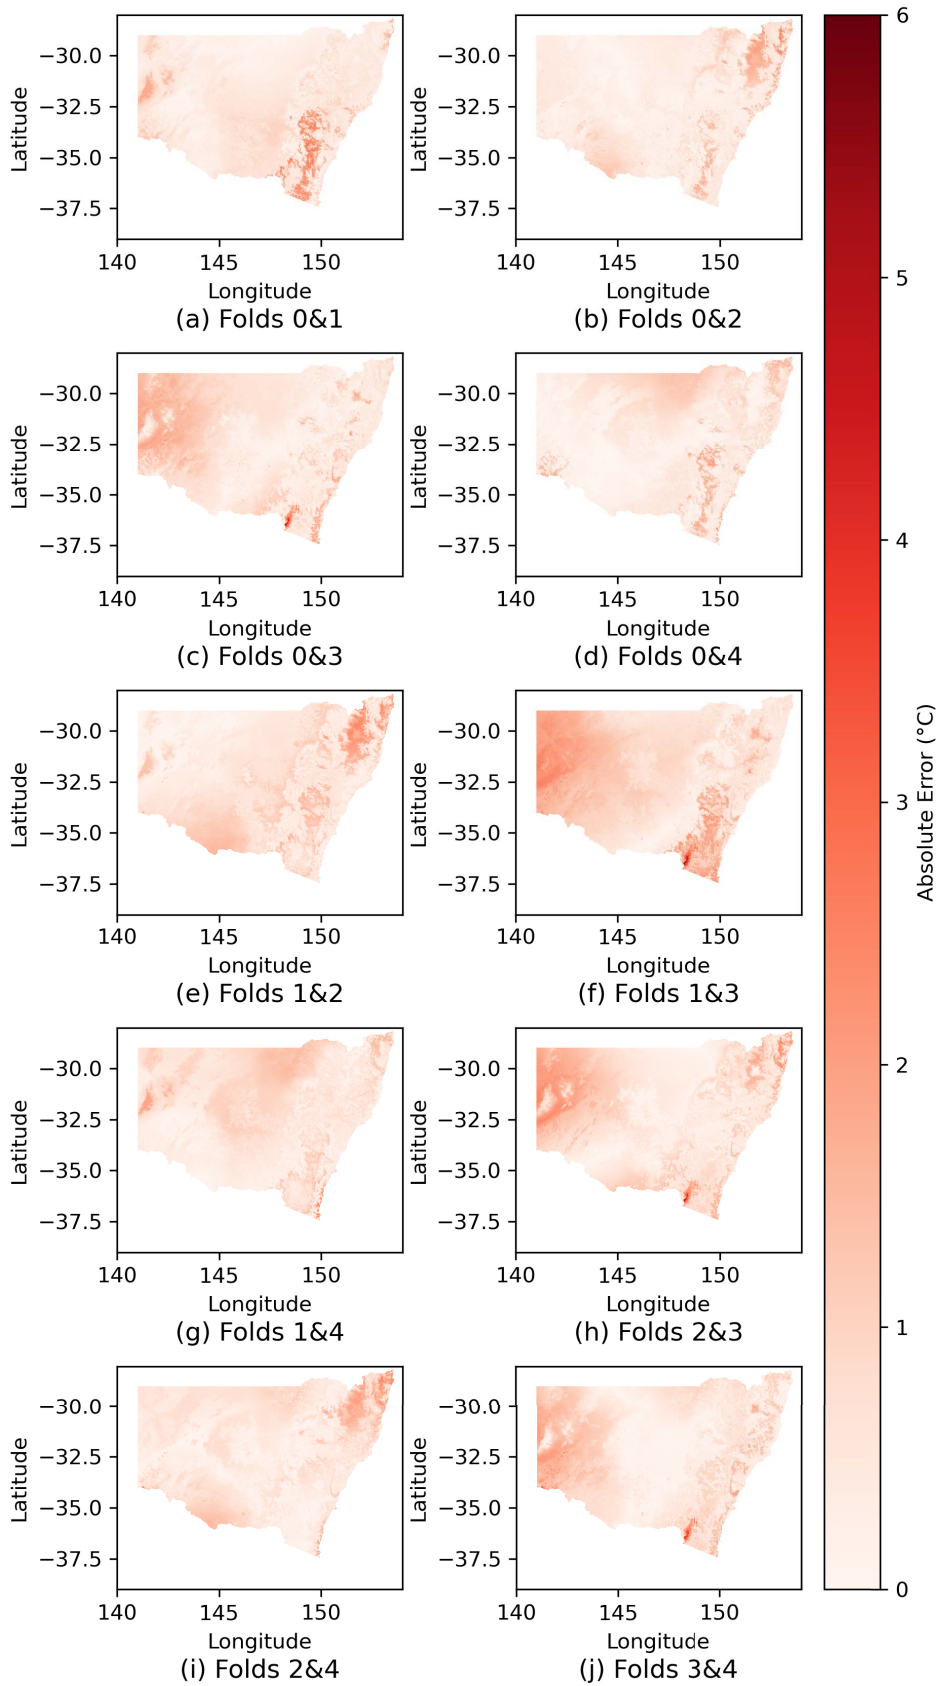 −30.0
−32.5
−35.0
−37.5
Latitude
140 145 150
Longitude
(a) Folds 0&1
−30.0
−32.5
−35.0
−37.5
Latitude
140 145 150
Longitude
(b) Folds 0&2
−30.0
−32.5
−35.0
−37.5
Latitude
140 145 150
Longitude
(c) Folds 0&3
−30.0
−32.5
−35.0
−37.5
Latitude
140 145 150
Longitude
(d) Folds 0&4
−30.0
−32.5
−35.0
−37.5
Latitude
140 145 150
Longitude
(e) Folds 1&2
−30.0
−32.5
−35.0
−37.5
Latitude
140 145 150
Longitude
(f) Folds 1&3
−30.0
−32.5
−35.0
−37.5
Latitude
140 145 150
Longitude
(g) Folds 1&4
−30.0
−32.5
−35.0
−37.5
Latitude
140 145 150
Longitude
(h) Folds 2&3
−30.0
−32.5
−35.0
−37.5
Latitude
140 145 150
Longitude
(i) Folds 2&4
−30.0
−32.5
−35.0
−37.5
Latitude
140 145 150
Longitude
(j) Folds 3&4
6
5
4
3
2
1
0
Absolute Error (°C)